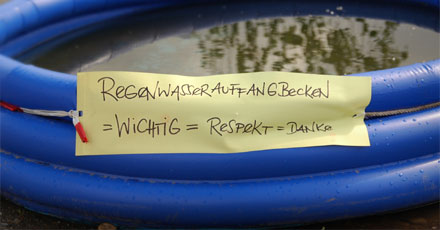 REGENWASSERAUFFANGBECKEN
= WiCHTiG = RESPEKT = DANKE